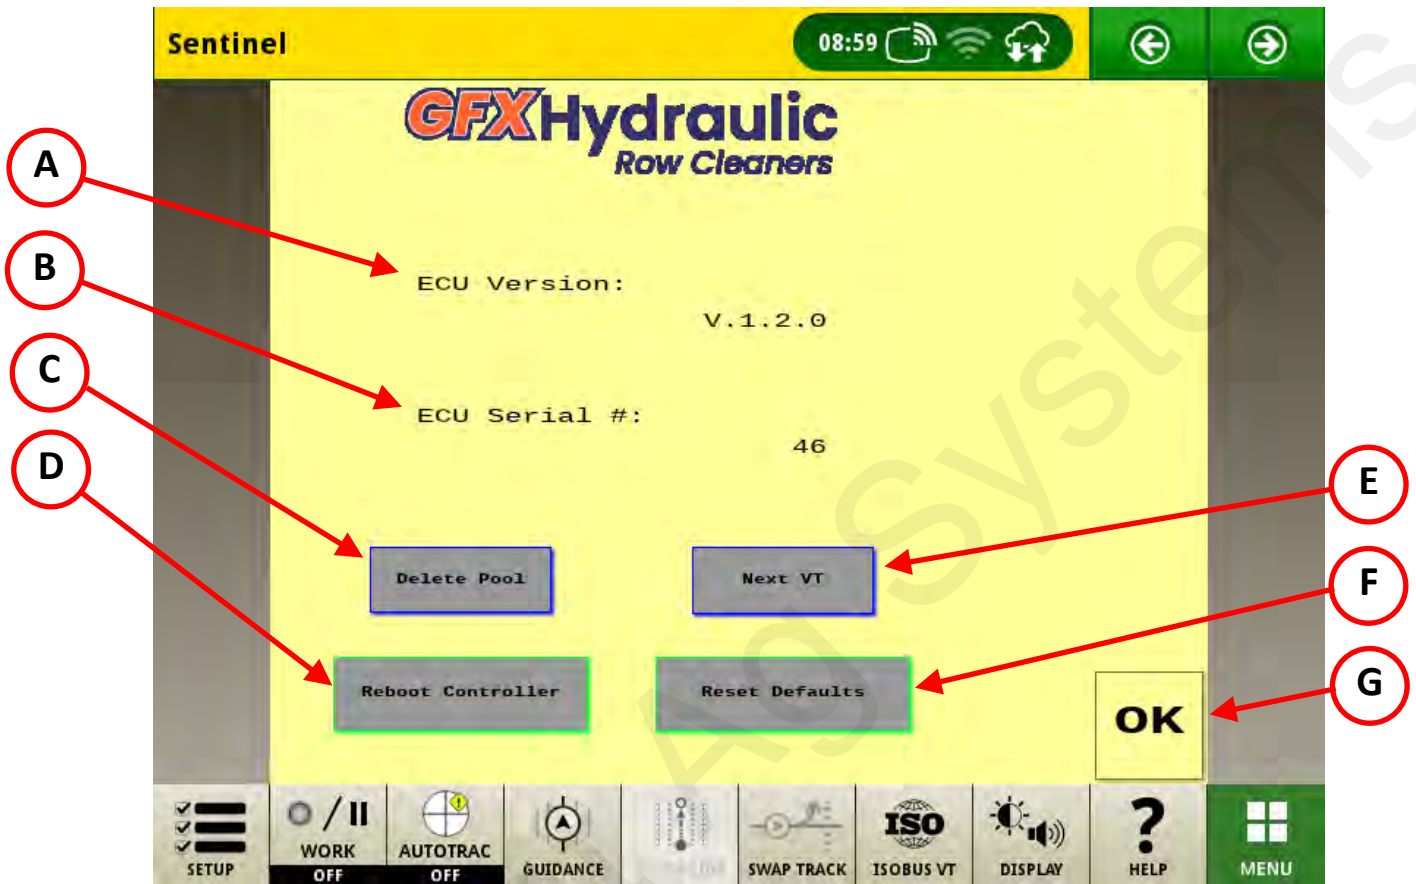 Sentinel
08:59
GFX Hydraulic
Row Cleaners
A
B
C
D
ECU Version:
V.1.2.0
ECU Serial #:
46
E
F
G
Delete Pool
Next VT
Reboot Controller
Reset Defaults
OK
SETUP
WORK
OFF
AUTOTRAC
OFF
GUIDANCE
SWAP TRACK
ISO
ISOBUS VT
DISPLAY
?
HELP
MENU
Ag Systems